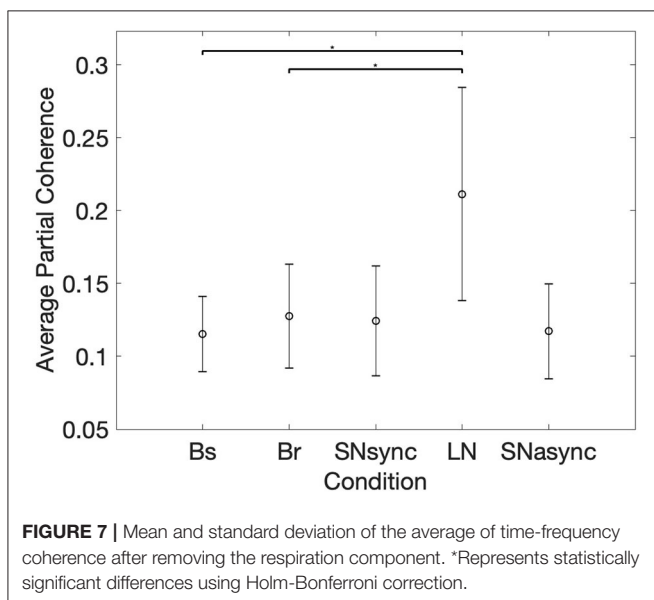 *
*
0.3
0.25
0.2
0.15
0.1
0.05
Average Partial Coherence
Bs Br SNsync LN SNasync
Condition
FIGURE 7 | Mean and standard deviation of the average of time-frequency
coherence after removing the respiration component. *Represents statistically
significant differences using Holm-Bonferroni correction.